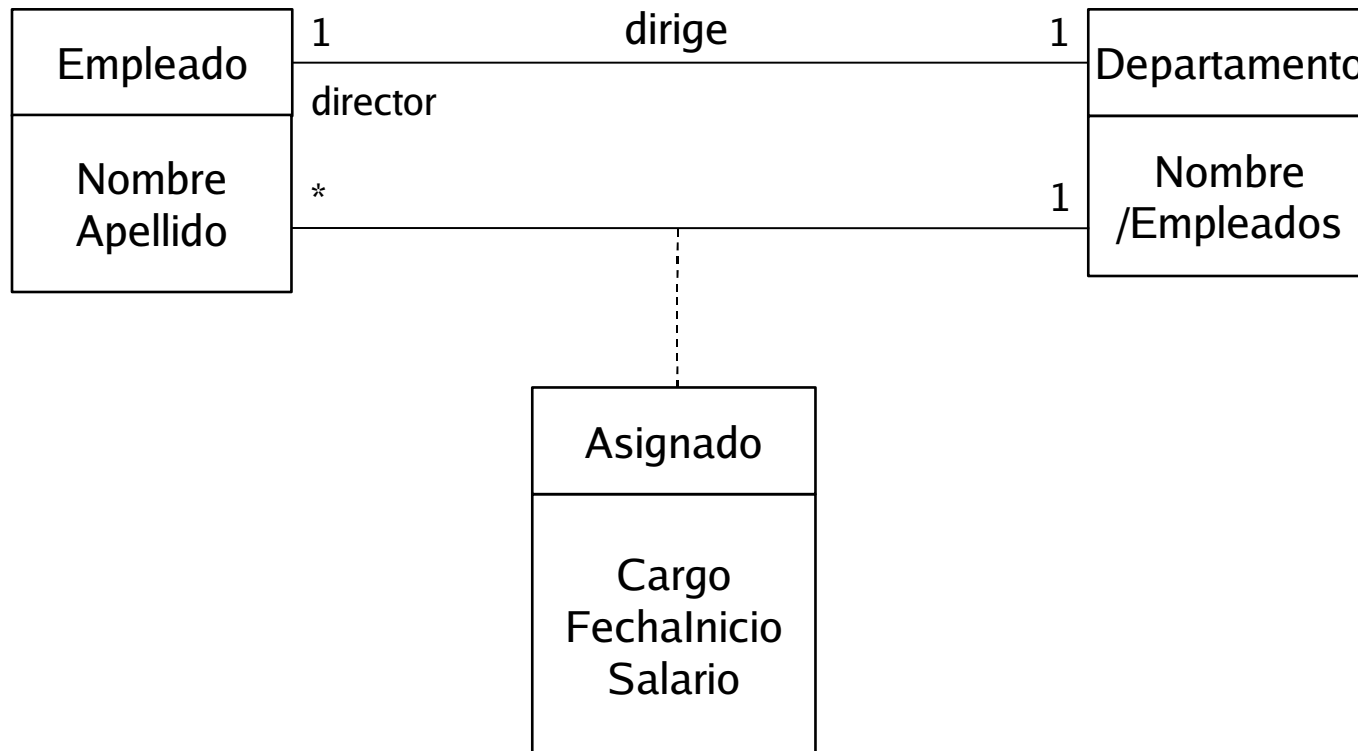 Empleado
1
dirige
1
Departamento
director
Nombre
Apellido
*
1
Nombre
/Empleados
Asignado
Cargo
FechaInicio
Salario